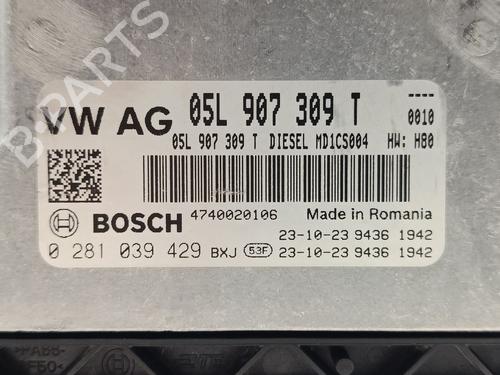 B-PARTS
VW AG 05L 907 309 T ----
0010
05L 907 309 T DIESEL MD1CS004 HW: H80
BOSCH 4740020106 Made in Romania
23-10-23 9436 1942
0 281 039 429 BXJ 53F 23-10-23 9436 1942